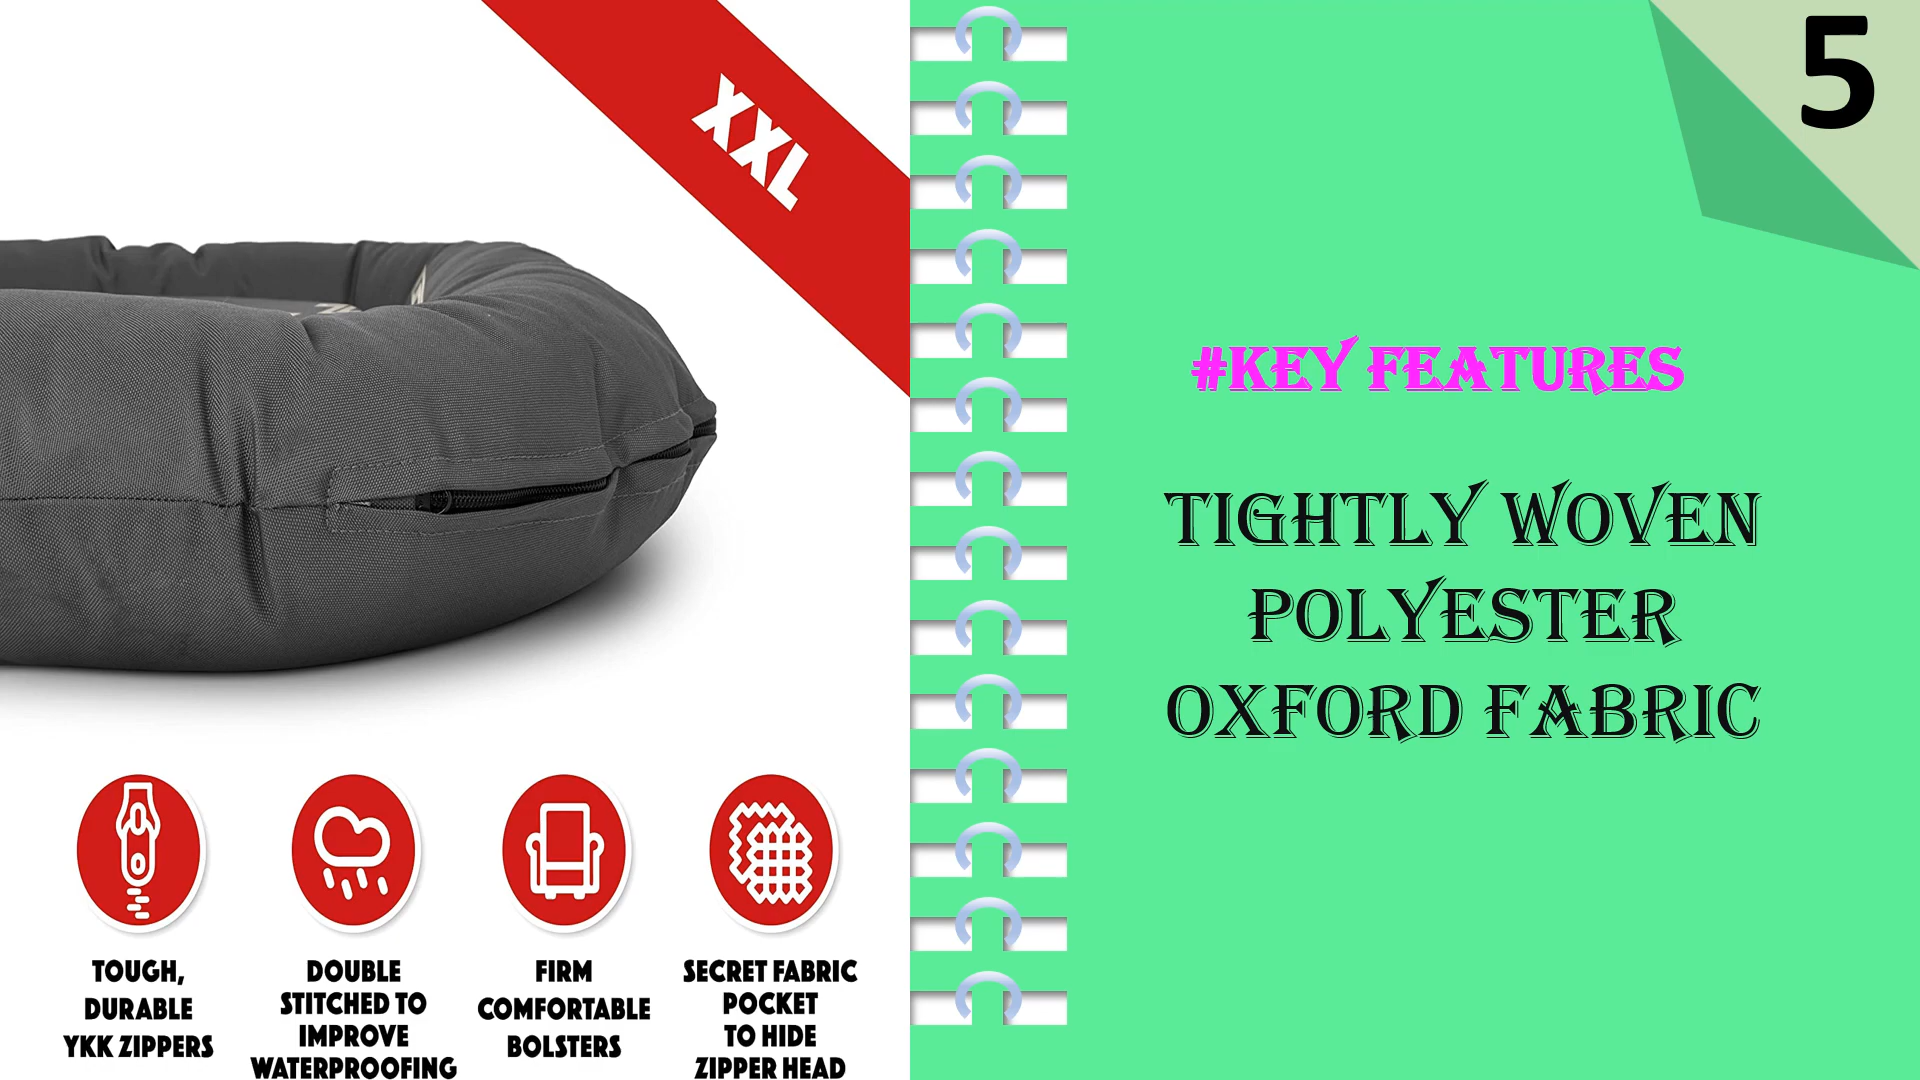 XXL
TOUGH,
DURABLE
YKK ZIPPERS
DOUBLE
STITCHED TO
IMPROVE
WATERPROOFING
FIRM
COMFORTABLE
BOLSTERS
SECRET FABRIC
POCKET
TO HIDE
ZIPPER HEAD
5
#KEY FEATURES
TIGHTLY WOVEN
POLYESTER
OXFORD FABRIC